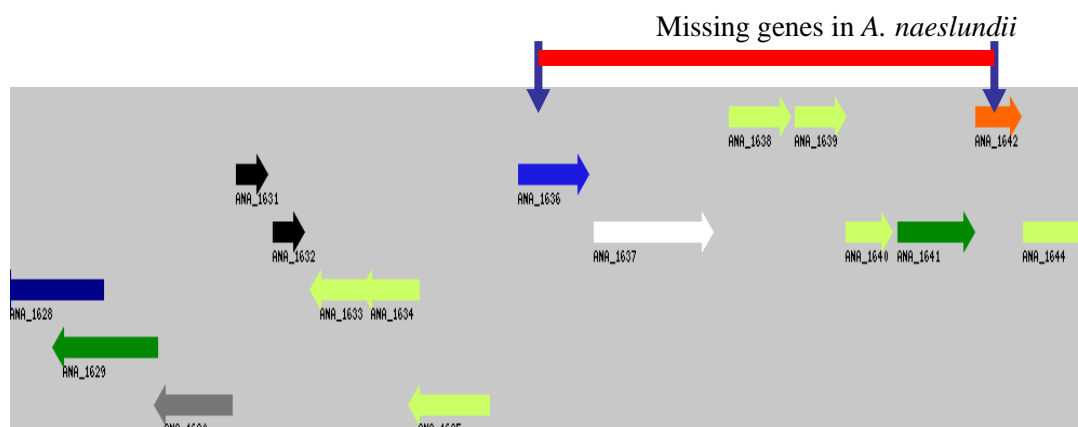 Missing genes in A. naeslundii
ANA_1638
ANA_1639
ANA_1642
ANA_1631
ANA_1636
ANA_1632
ANA_1637
ANA_1640
ANA_1641
ANA_1644
ANA_1628
ANA_1633
ANA_1634
ANA_1629